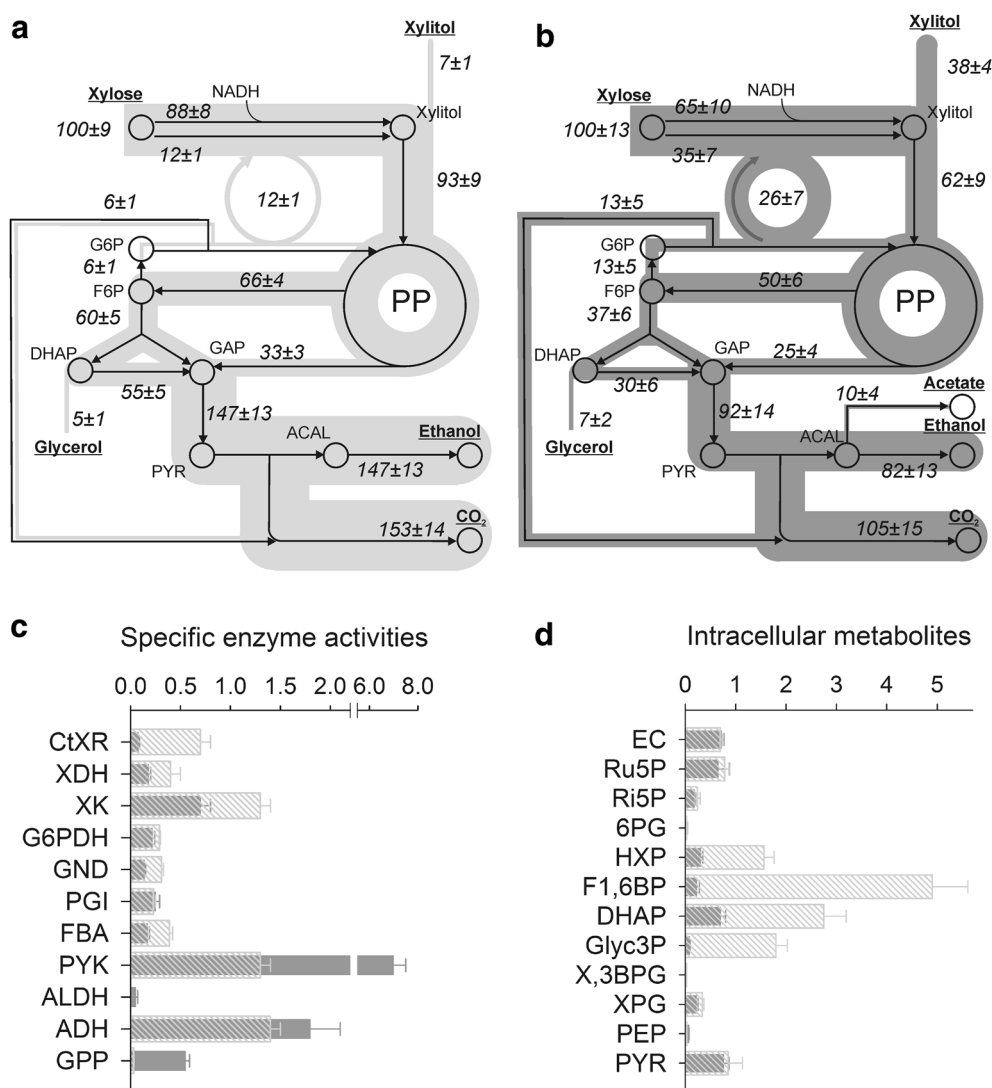 a
Xylitol
7±1
Xylose
88±8
NADH
Xylitol
100±9
12±1
93±9
12±1
6±1
G6P
6±1
66±4
F6P
PP
60±5
DHAP
GAP
33±3
55±5
5±1
147±13
Glycerol
ACAL
Ethanol
PYR
147±13
CO2
153±14
b
Xylitol
38±4
Xylose
65±10
NADH
Xylitol
100±13
35±7
62±9
26±7
13±5
G6P
13±5
50±6
F6P
PP
37±6
DHAP
GAP
25±4
30±6
10±4
Acetate
7±2
92±14
Ethanol
Glycerol
ACAL
PYR
82±13
CO2
105±15
c
Specific enzyme activities
0.0 0.5 1.0 1.5 2.0 6.0 8.0
CtXR
XDH
XK
G6PDH
GND
PGI
FBA
PYK
ALDH
ADH
GPP
d
Intracellular metabolites
0 1 2 3 4 5
EC
Ru5P
Ri5P
6PG
HXP
F1,6BP
DHAP
Glyc3P
X,3BPG
XPG
PEP
PYR